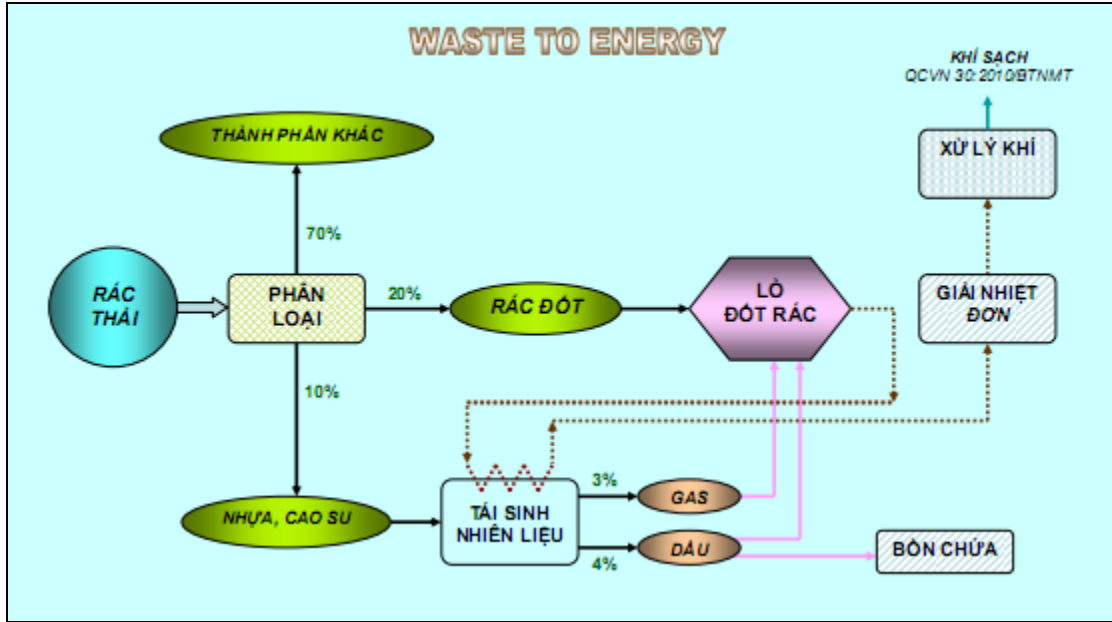 WASTE TO ENERGY
KHÍ SẠCH
QCVN 30:2010/BTNMT
THÀNH PHẦN KHÁC
XỬ LÝ KHÍ
70%
RÁC
THẢI
PHÂN
LOẠI
20%
RÁC ĐỐT
LÒ
ĐỐT RÁC
GIẢI NHIỆT
ĐƠN
10%
NHỰA, CAO SU
TÁI SINH
NHIÊN LIỆU
3%
GAS
4%
DẦU
BỒN CHỨA